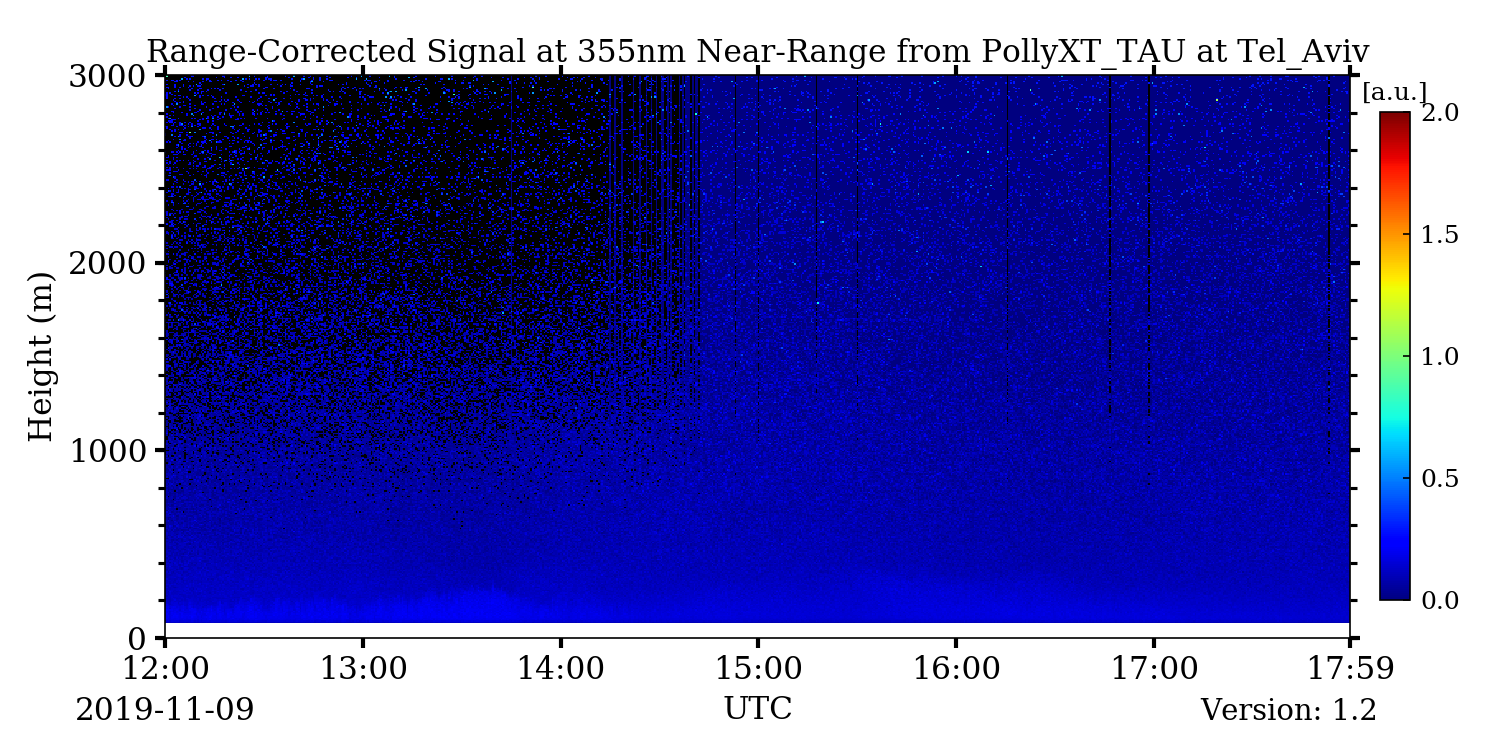 Range-Corrected Signal at 355nm Near-Range from PollyXT_TAU at Tel_Aviv
[a.u.]
3000
2000
1000
0
Height (m)
2.0
1.5
1.0
0.5
0.0
12:00 13:00 14:00 15:00 16:00 17:00 17:59
2019-11-09 UTC Version: 1.2